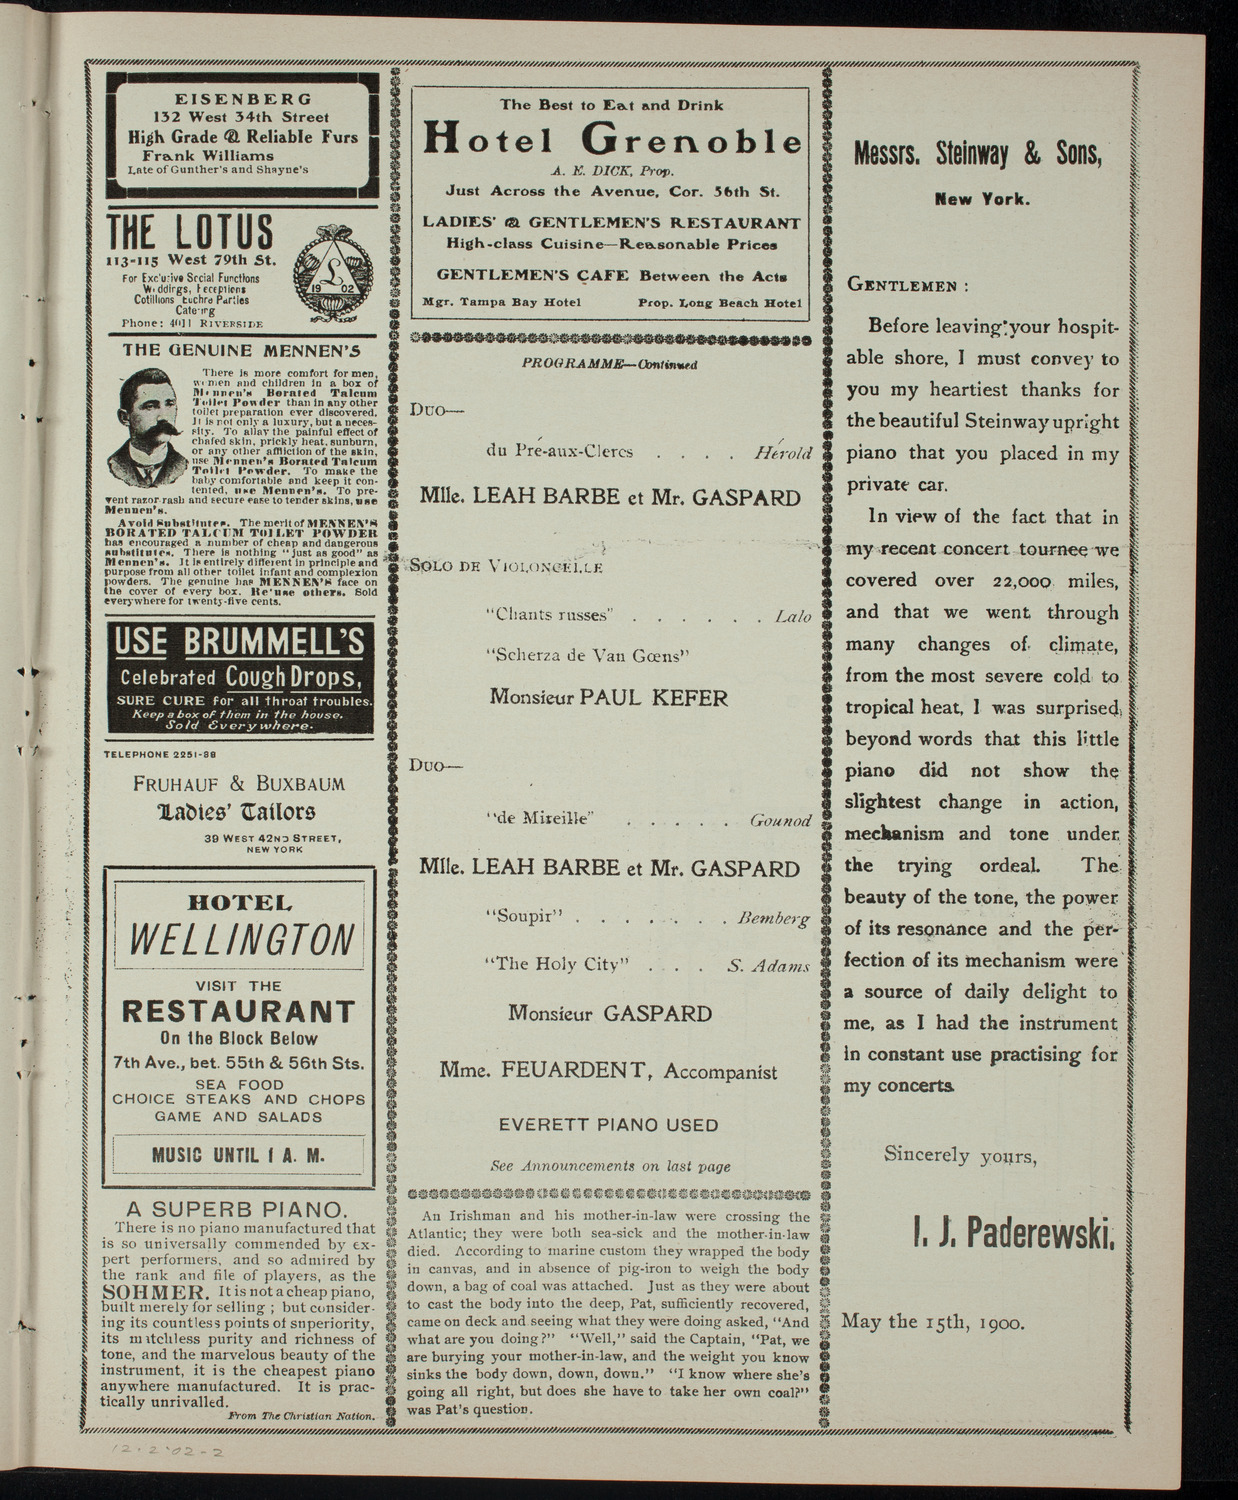 EISENBERG
132 West 34th Street
High Grade & Reliable Furs
Frank Williams
Late of Gunther's and Shayne's
THE LOTUS
113-115 West 79th St.
For Exclusive Social Functions
Weddings, Receptions
Cotillions Euchre Parties
Catering
Phone: 4011 RIVERSIDE
L
19 02
THE GENUINE MENNEN'S
There is more comfort for men,
women and children in a box of
Mennen's Borated Talcum
Toilet Powder than in any other
toilet preparation ever discovered.
It is not only a luxury, but a neces-
sity. To allay the painful effect of
chafed skin, prickly heat, sunburn,
or any other affliction of the skin,
use Mennen's Borated Talcum
Toilet Powder. To make the
baby comfortable and keep it con-
tented, use Mennen's. To pre-
vent razor rash and secure ease to tender skins, use
Mennen's.
Avoid Substitutes. The merit of MENNEN'S
BORATED TALCUM TOILET POWDER
has encouraged a number of cheap and dangerous
substitutes. There is nothing "just as good" as
Mennen's. It is entirely different in principle and
purpose from all other toilet infant and complexion
powders. The genuine has MENNEN'S face on
the cover of every box. Re'use others. Sold
everywhere for twenty-five cents.
USE BRUMMELL'S
Celebrated Cough Drops,
SURE CURE for all throat troubles.
Keep a box of them in the house.
Sold Everywhere.
TELEPHONE 2251-38
FRUHAUF & BUXBAUM
Ladies' Tailors
39 WEST 42ND STREET,
NEW YORK
HOTEL
WELLINGTON
VISIT THE
RESTAURANT
On the Block Below
7th Ave., bet. 55th & 56th Sts.
SEA FOOD
CHOICE STEAKS AND CHOPS
GAME AND SALADS
MUSIC UNTIL 1 A. M.
A SUPERB PIANO.
There is no piano manufactured that
is so universally commended by ex-
pert performers, and so admired by
the rank and file of players, as the
SOHMER. It is not a cheap piano,
built merely for selling; but consider-
ing its countless points of superiority,
its matchless purity and richness of
tone, and the marvelous beauty of the
instrument, it is the cheapest piano
anywhere manufactured. It is prac-
tically unrivalled.
From The Christian Nation.
12.2'02-2
The Best to Eat and Drink
Hotel Grenoble
A. E. DICK, Prop.
Just Across the Avenue, Cor. 56th St.
LADIES' & GENTLEMEN'S RESTAURANT
High-class Cuisine—Reasonable Prices
GENTLEMEN'S CAFE Between the Acts
Mgr. Tampa Bay Hotel Prop. Long Beach Hotel
PROGRAMME—Continued
DUO—
du Pré-aux-Clercs . . . . Hérold
Mlle. LEAH BARBE et Mr. GASPARD
SOLO DE VIOLONCELLE
"Chants russes" . . . . . . Lalo
"Scherza de Van Gœns"
Monsieur PAUL KEFER
DUO—
"de Mireille" . . . . . Gounod
Mlle. LEAH BARBE et Mr. GASPARD
"Soupir" . . . . . . . Bemberg
"The Holy City" . . . S. Adams
Monsieur GASPARD
Mme. FEUARDENT, Accompanist
EVERETT PIANO USED
See Announcements on last page
An Irishman and his mother-in-law were crossing the
Atlantic; they were both sea-sick and the mother-in-law
died. According to marine custom they wrapped the body
in canvas, and in absence of pig-iron to weigh the body
down, a bag of coal was attached. Just as they were about
to cast the body into the deep, Pat, sufficiently recovered,
came on deck and seeing what they were doing asked, "And
what are you doing?" "Well," said the Captain, "Pat, we
are burying your mother-in-law, and the weight you know
sinks the body down, down, down." "I know where she's
going all right, but does she have to take her own coal?"
was Pat's question.
Messrs. Steinway & Sons,
New York.
GENTLEMEN :
Before leaving your hospit-
able shore, I must convey to
you my heartiest thanks for
the beautiful Steinway upright
piano that you placed in my
private car.
In view of the fact that in
my recent concert tournee we
covered over 22,000 miles,
and that we went through
many changes of climate,
from the most severe cold to
tropical heat, I was surprised
beyond words that this little
piano did not show the
slightest change in action,
mechanism and tone under
the trying ordeal. The
beauty of the tone, the power
of its resonance and the per-
fection of its mechanism were
a source of daily delight to
me, as I had the instrument
in constant use practising for
my concerts
Sincerely yours,
I. J. Paderewski.
May the 15th, 1900.